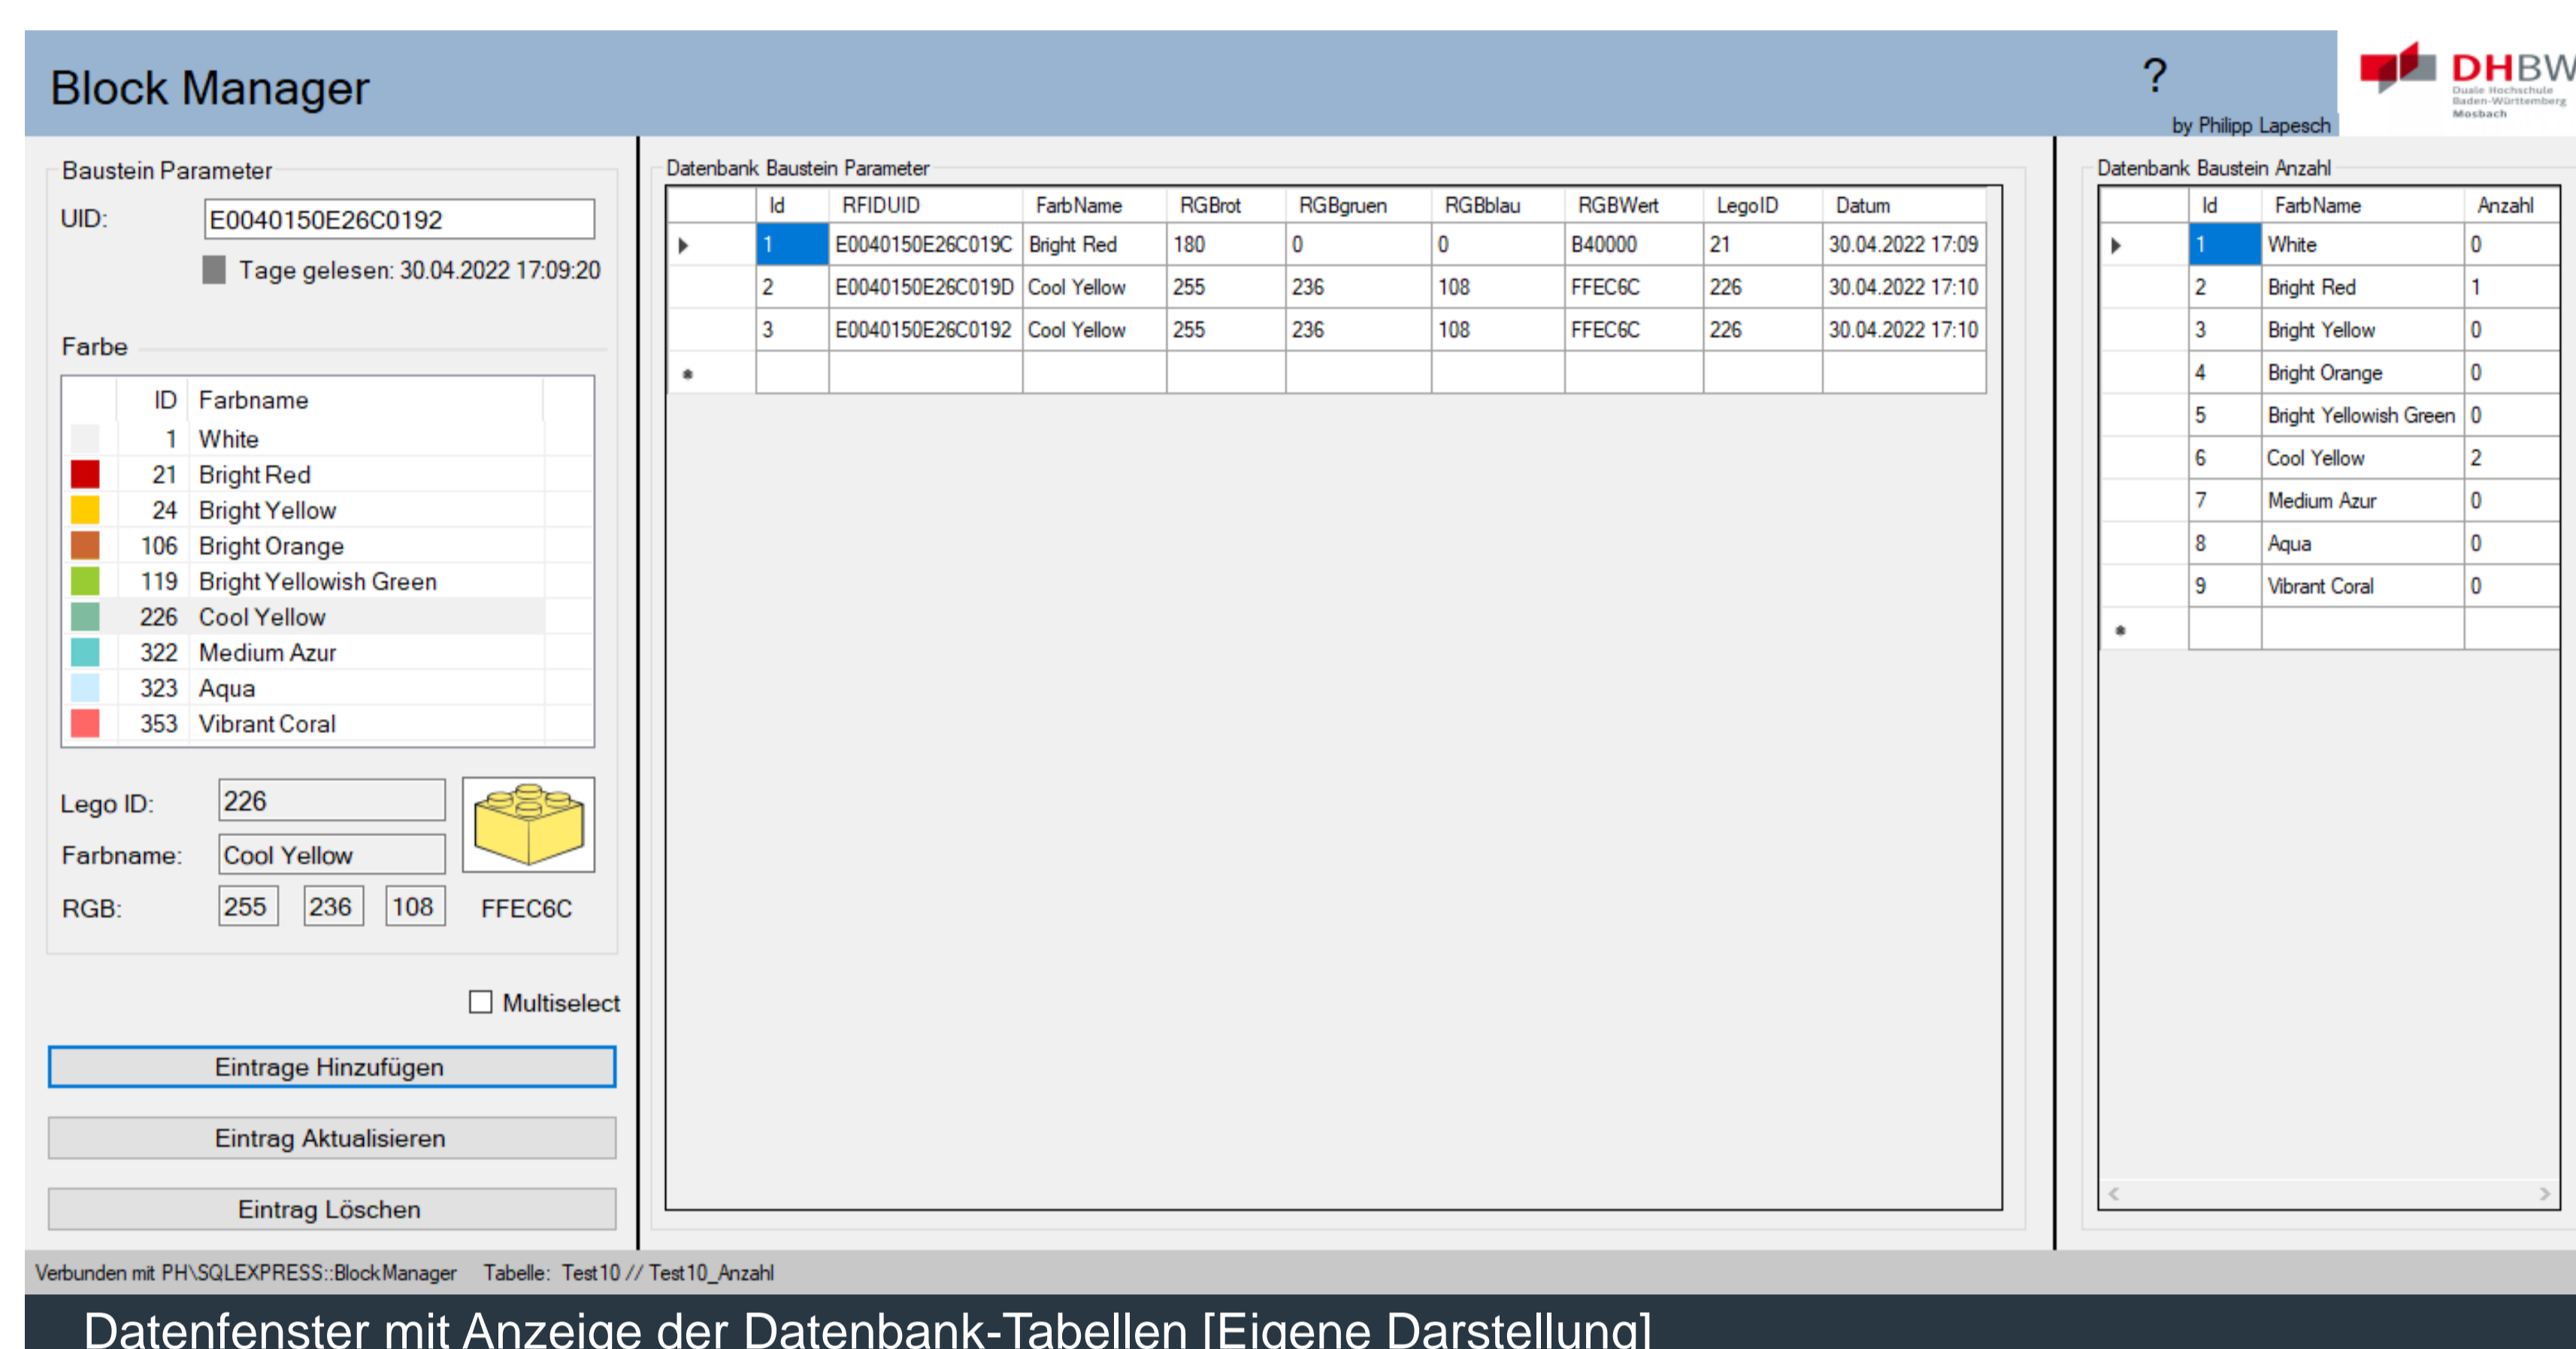 Block Manager
?
by Philipp Lapesch
DHBW
Duale Hochschule
Baden-Württemberg
Mosbach
Baustein Parameter
UID: E0040150E26C0192
Tage gelesen: 30.04.2022 17:09:20
Farbe
ID Farbname
1 White
21 Bright Red
24 Bright Yellow
106 Bright Orange
119 Bright Yellowish Green
226 Cool Yellow
322 Medium Azur
323 Aqua
353 Vibrant Coral
Lego ID: 226
Farbname: Cool Yellow
RGB: 255 236 108 FFEC6C
Multiselect
Eintrage Hinzufügen
Eintrag Aktualisieren
Eintrag Löschen
Datenbank Baustein Parameter
Id RFIDUID FarbName RGBrot RGBgruen RGBblau RGBWert LegoID Datum
1 E0040150E26C019C Bright Red 180 0 0 B40000 21 30.04.2022 17:09
2 E0040150E26C019D Cool Yellow 255 236 108 FFEC6C 226 30.04.2022 17:10
3 E0040150E26C0192 Cool Yellow 255 236 108 FFEC6C 226 30.04.2022 17:10
Datenbank Baustein Anzahl
Id FarbName Anzahl
1 White 0
2 Bright Red 1
3 Bright Yellow 0
4 Bright Orange 0
5 Bright Yellowish Green 0
6 Cool Yellow 2
7 Medium Azur 0
8 Aqua 0
9 Vibrant Coral 0
Verbunden mit PH\SQLEXPRESS::BlockManager Tabelle: Test10 // Test10_Anzahl
Datenfenster mit Anzeige der Datenbank-Tabellen [Eigene Darstellung]